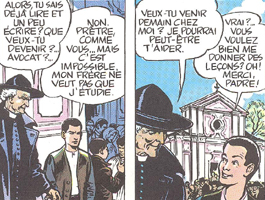 ALORS, TU SAIS
DÉJÀ LIRE ET
UN PEU
ÉCRIRE? QUE
VEUX-TU
DEVENIR?..
AVOCAT?..
NON.
PRÊTRE,
COMME
VOUS... MAIS
C'EST
IMPOSSIBLE,
MON FRÈRE NE
VEUT PAS QUE
J'ÉTUDIE.
VEUX-TU VENIR
DEMAIN CHEZ
MOI? JE POURRAI
PEUT-ÊTRE
T'AIDER.
VRAI?..
VOUS
VOULEZ
BIEN ME
DONNER DES
LEÇONS? OH!
MERCI,
PADRE!